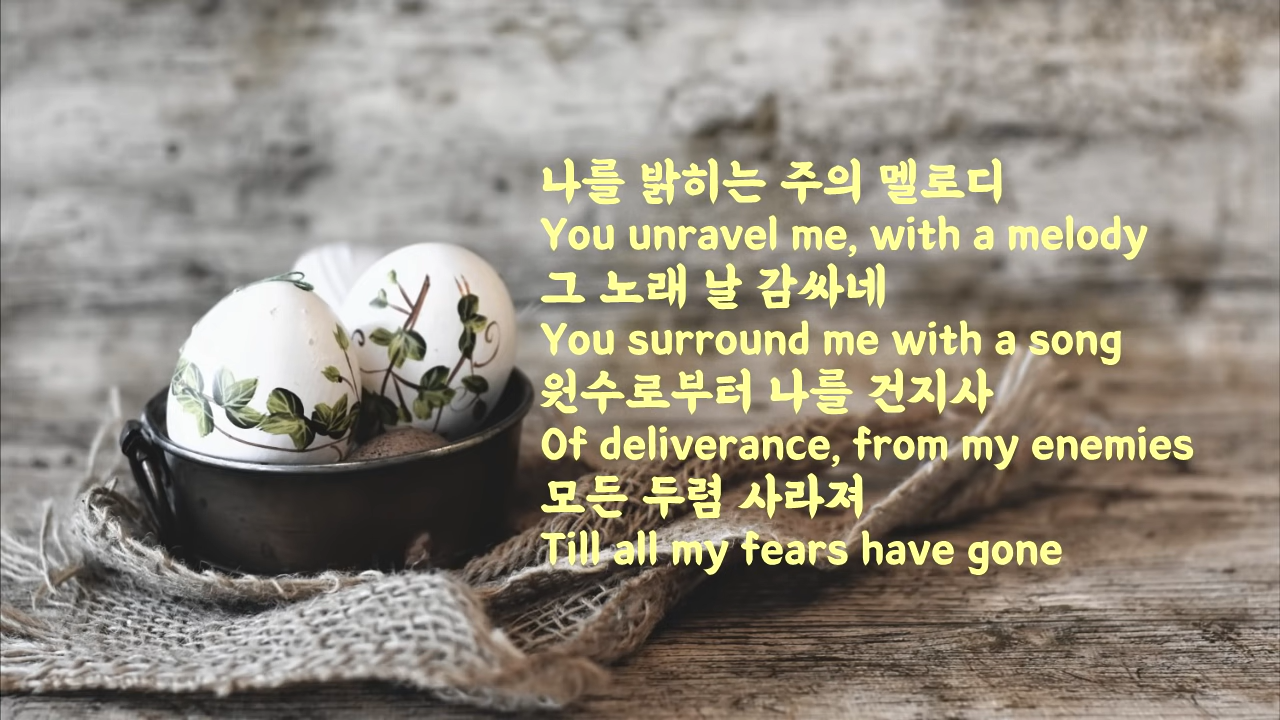 나를 밝히는 주의 멜로디
You unravel me, with a melody
그 노래 날 감싸네
You surround me with a song
원수로부터 나를 건지사
Of deliverance, from my enemies
모든 두렴 사라져
Till all my fears have gone